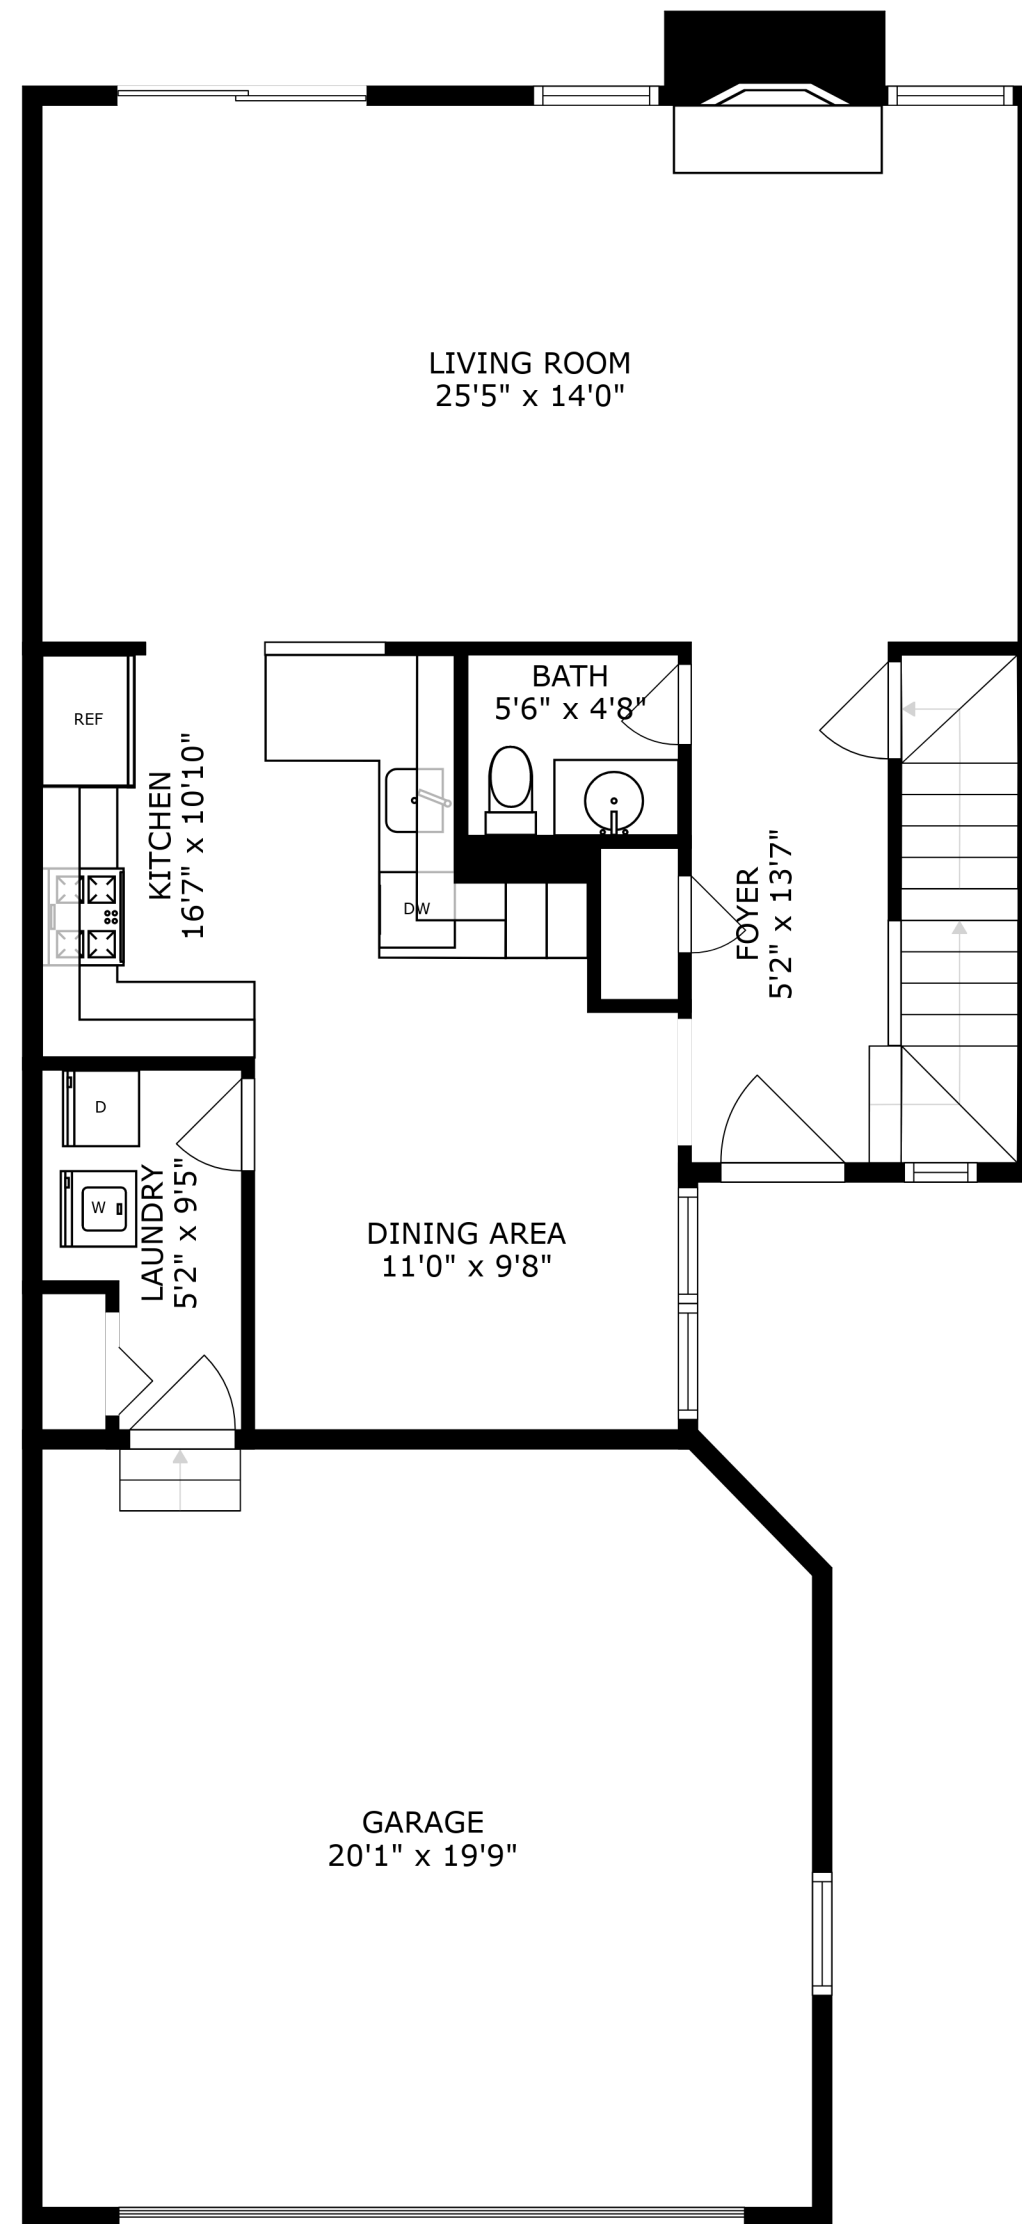 LIVING ROOM
25'5" x 14'0"
BATH
5'6" x 4'8"
REF
KITCHEN
16'7" x 10'10"
DW
FOYER
5'2" x 13'7"
D
W
LAUNDRY
5'2" x 9'5"
DINING AREA
11'0" x 9'8"
GARAGE
20'1" x 19'9"